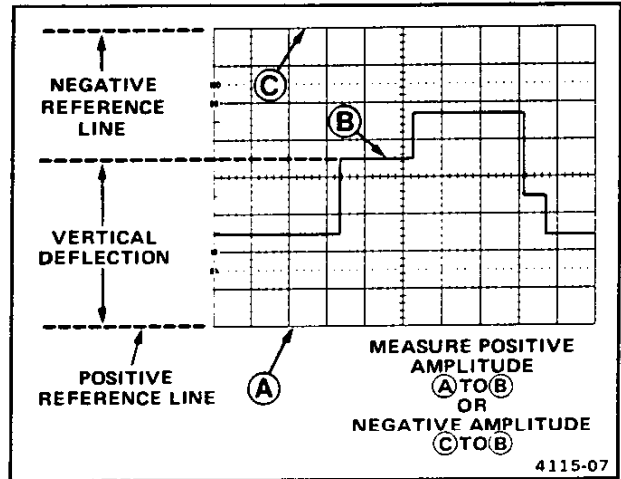 NEGATIVE
REFERENCE
LINE
C
B
VERTICAL
DEFLECTION
POSITIVE
REFERENCE LINE
A
MEASURE POSITIVE
AMPLITUDE
A TO B
OR
NEGATIVE AMPLITUDE
C TO B
4115-07